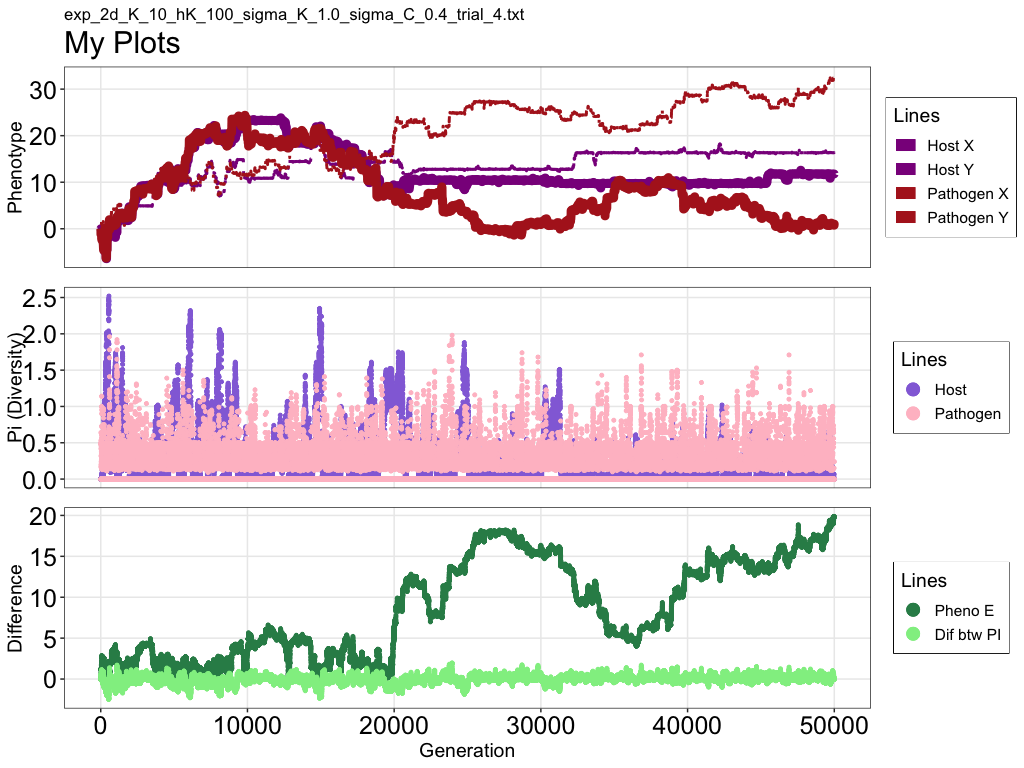 exp_2d_K_10_hK_100_sigma_K_1.0_sigma_C_0.4_trial_4.txt
My Plots
Phenotype
30
20
10
0
Lines
Host X
Host Y
Pathogen X
Pathogen Y
Pi (Diversity)
2.5
2.0
1.5
1.0
0.5
0.0
Lines
Host
Pathogen
Difference
20
15
10
5
0
Lines
Pheno E
Dif btw PI
0 10000 20000 30000 40000 50000
Generation